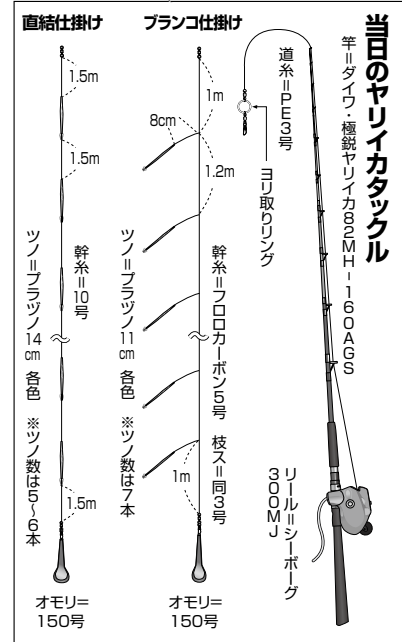 当日のヤリイカタックル
竿=ダイワ・極鋭ヤリイカ82MH-160AGS
道糸=PE3号
ヨリ取りリング
リール=シーボーグ
300MJ
ブランコ仕掛け
1m
8cm
1.2m
幹糸=フロロカーボン5号 枝ス=同3号
ツノ=プラヅノ11cm 各色 ※ツノ数は7本
1m
オモリ=
150号
直結仕掛け
1.5m
1.5m
幹糸=10号
ツノ=プラヅノ14cm 各色 ※ツノ数は5~6本
1.5m
オモリ=
150号